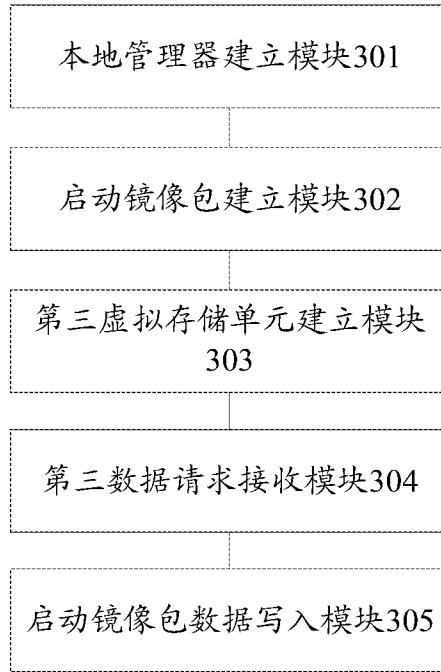 本地管理器建立模块301
启动镜像包建立模块302
第三虚拟存储单元建立模块
303
第三数据请求接收模块304
启动镜像包数据写入模块305